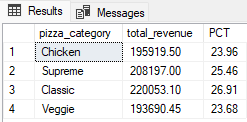 Results Messages
pizza_category total_revenue PCT
1 Chicken 195919.50 23.96
2 Supreme 208197.00 25.46
3 Classic 220053.10 26.91
4 Veggie 193690.45 23.68